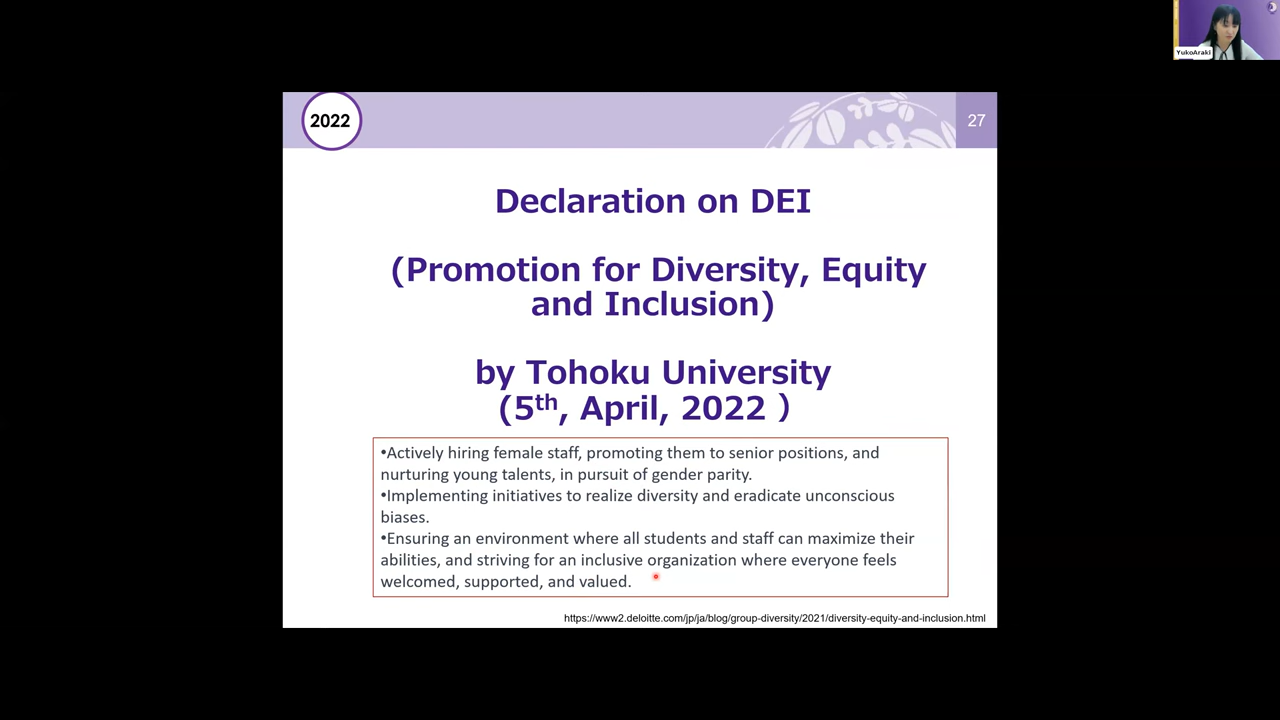 YukoAraki
2022
27
Declaration on DEI
(Promotion for Diversity, Equity
and Inclusion)
by Tohoku University
(5th, April, 2022 ）
•Actively hiring female staff, promoting them to senior positions, and
nurturing young talents, in pursuit of gender parity.
•Implementing initiatives to realize diversity and eradicate unconscious
biases.
•Ensuring an environment where all students and staff can maximize their
abilities, and striving for an inclusive organization where everyone feels
welcomed, supported, and valued.
https://www2.deloitte.com/jp/ja/blog/group-diversity/2021/diversity-equity-and-inclusion.html